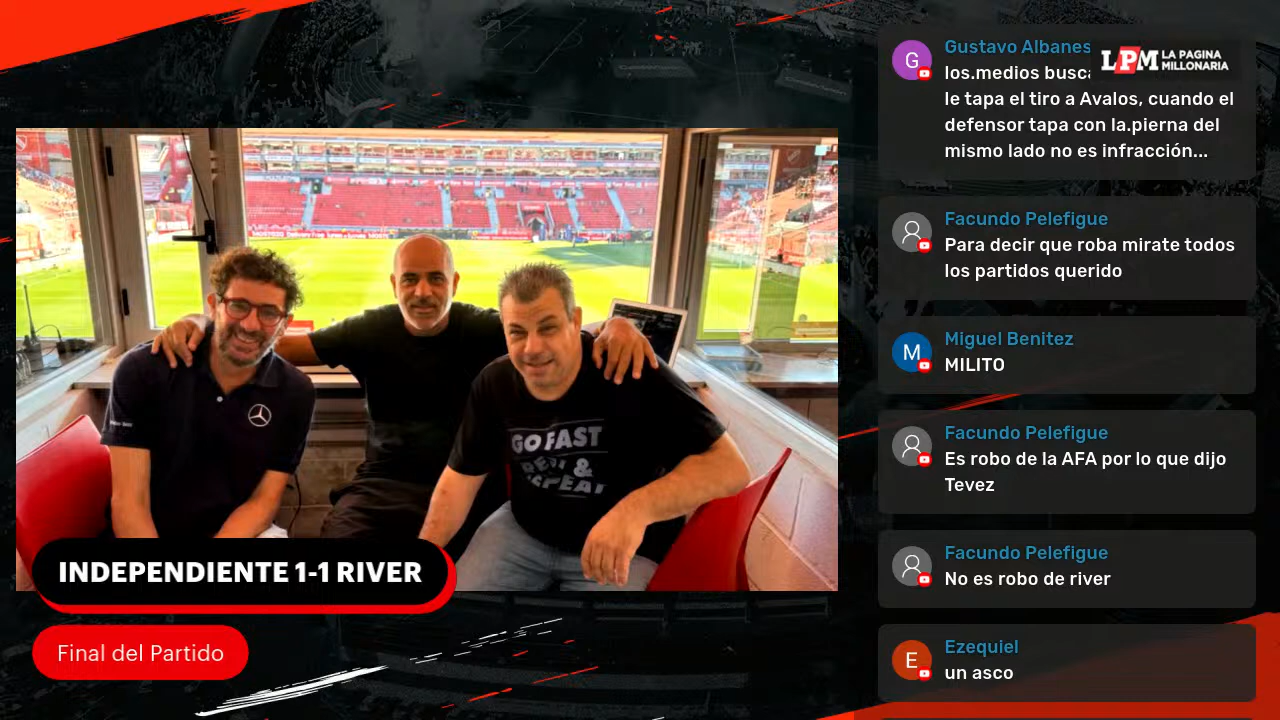 INDEPENDIENTE 1-1 RIVER
Final del Partido
GO FAST
LPM LA PAGINA
MILLONARIA
G
Gustavo Albanes
los.medios busca
le tapa el tiro a Avalos, cuando el
defensor tapa con la.pierna del
mismo lado no es infracción...
Facundo Pelefigue
Para decir que roba mirate todos
los partidos querido
M
Miguel Benitez
MILITO
Facundo Pelefigue
Es robo de la AFA por lo que dijo
Tevez
Facundo Pelefigue
No es robo de river
E
Ezequiel
un asco